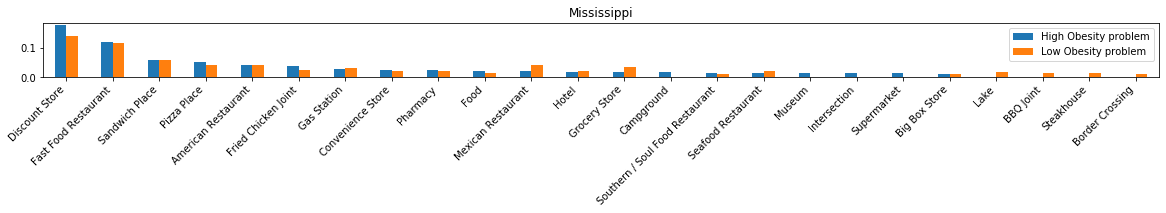 Mississippi
High Obesity problem
Low Obesity problem
0.1
0.0
Discount Store
Fast Food Restaurant
Sandwich Place
Pizza Place
American Restaurant
Fried Chicken Joint
Gas Station
Convenience Store
Pharmacy
Food
Mexican Restaurant
Hotel
Grocery Store
Campground
Southern / Soul Food Restaurant
Seafood Restaurant
Museum
Intersection
Supermarket
Big Box Store
Lake
BBQ Joint
Steakhouse
Border Crossing